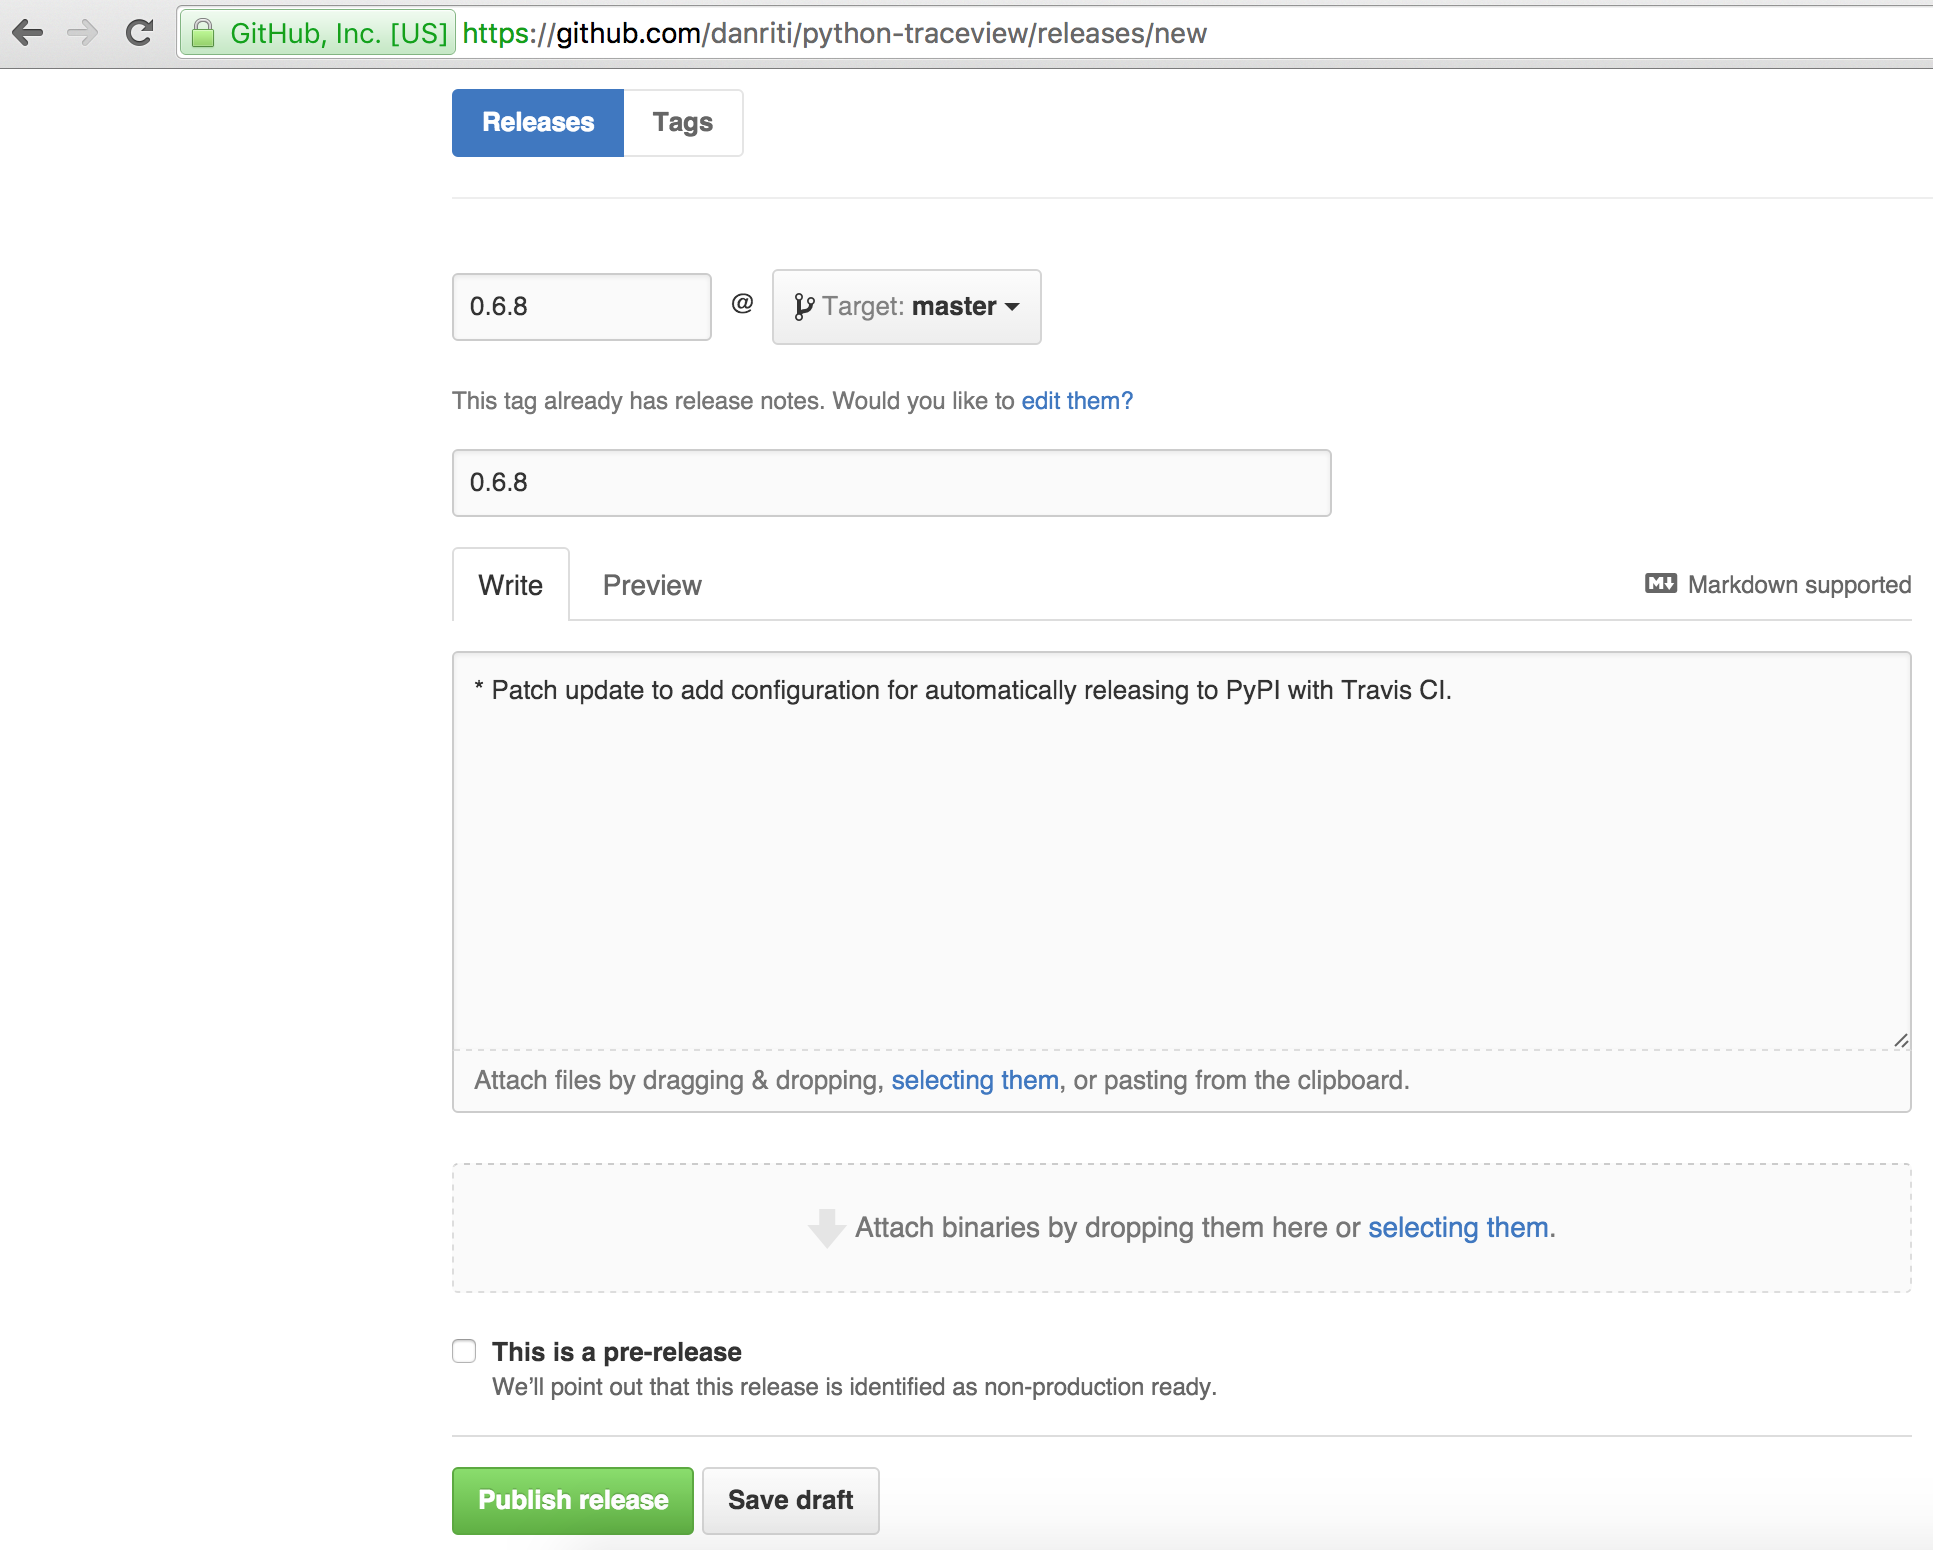 GitHub, Inc. [US] https://github.com/danriti/python-traceview/releases/new
Releases Tags
0.6.8 @ Target: master
This tag already has release notes. Would you like to edit them?
0.6.8
Write Preview M Markdown supported
* Patch update to add configuration for automatically releasing to PyPI with Travis CI.
Attach files by dragging & dropping, selecting them, or pasting from the clipboard.
Attach binaries by dropping them here or selecting them.
This is a pre-release
We’ll point out that this release is identified as non-production ready.
Publish release Save draft